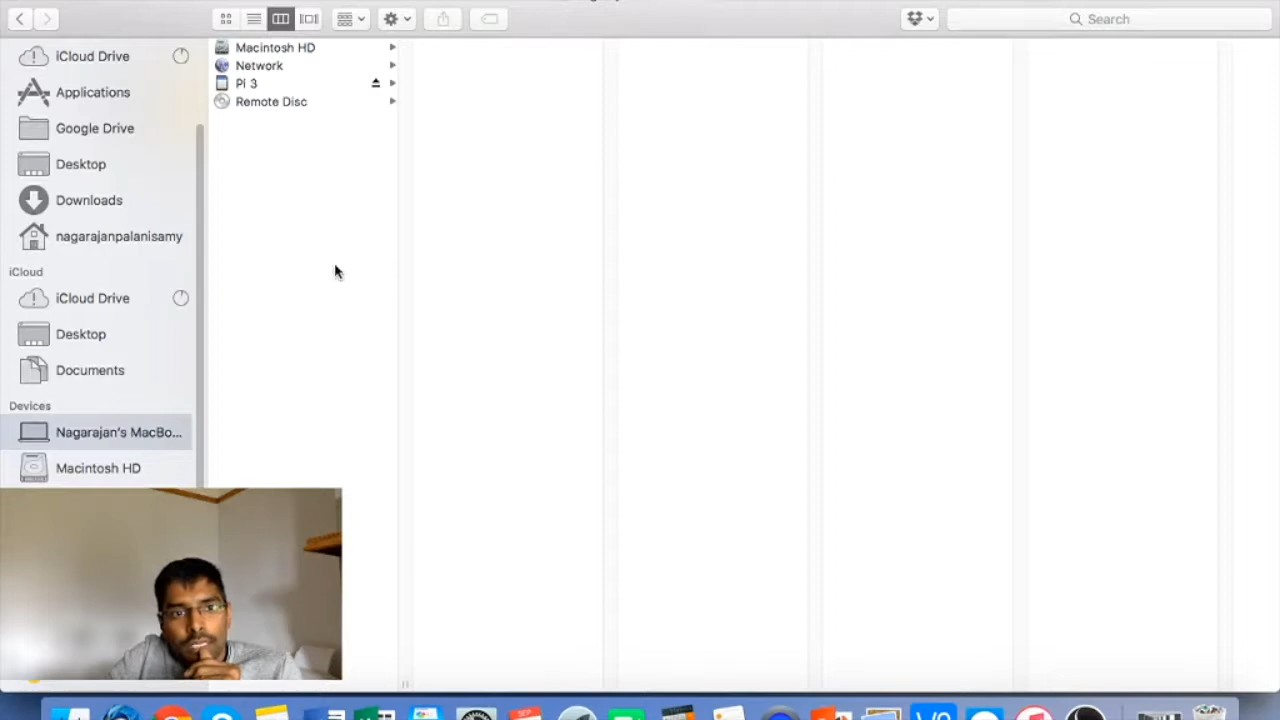 Search
iCloud Drive
Applications
Google Drive
Desktop
Downloads
nagarajanpalanisamy
iCloud
iCloud Drive
Desktop
Documents
Devices
Nagarajan's MacBo...
Macintosh HD
Macintosh HD
Network
Pi 3
Remote Disc
SEP